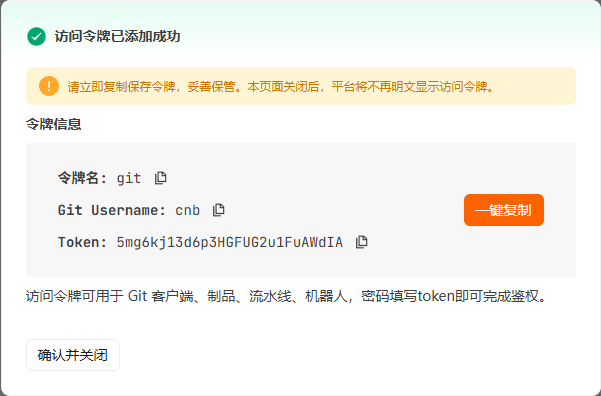 访问令牌已添加成功
请立即复制保存令牌，妥善保管。本页面关闭后，平台将不再明文显示访问令牌。
令牌信息
令牌名: git
Git Username: cnb
一键复制
Token: 5mg6kj13d6p3HGFUG2u1FuAWdIA
访问令牌可用于 Git 客户端、制品、流水线、机器人，密码填写token即可完成鉴权。
确认并关闭